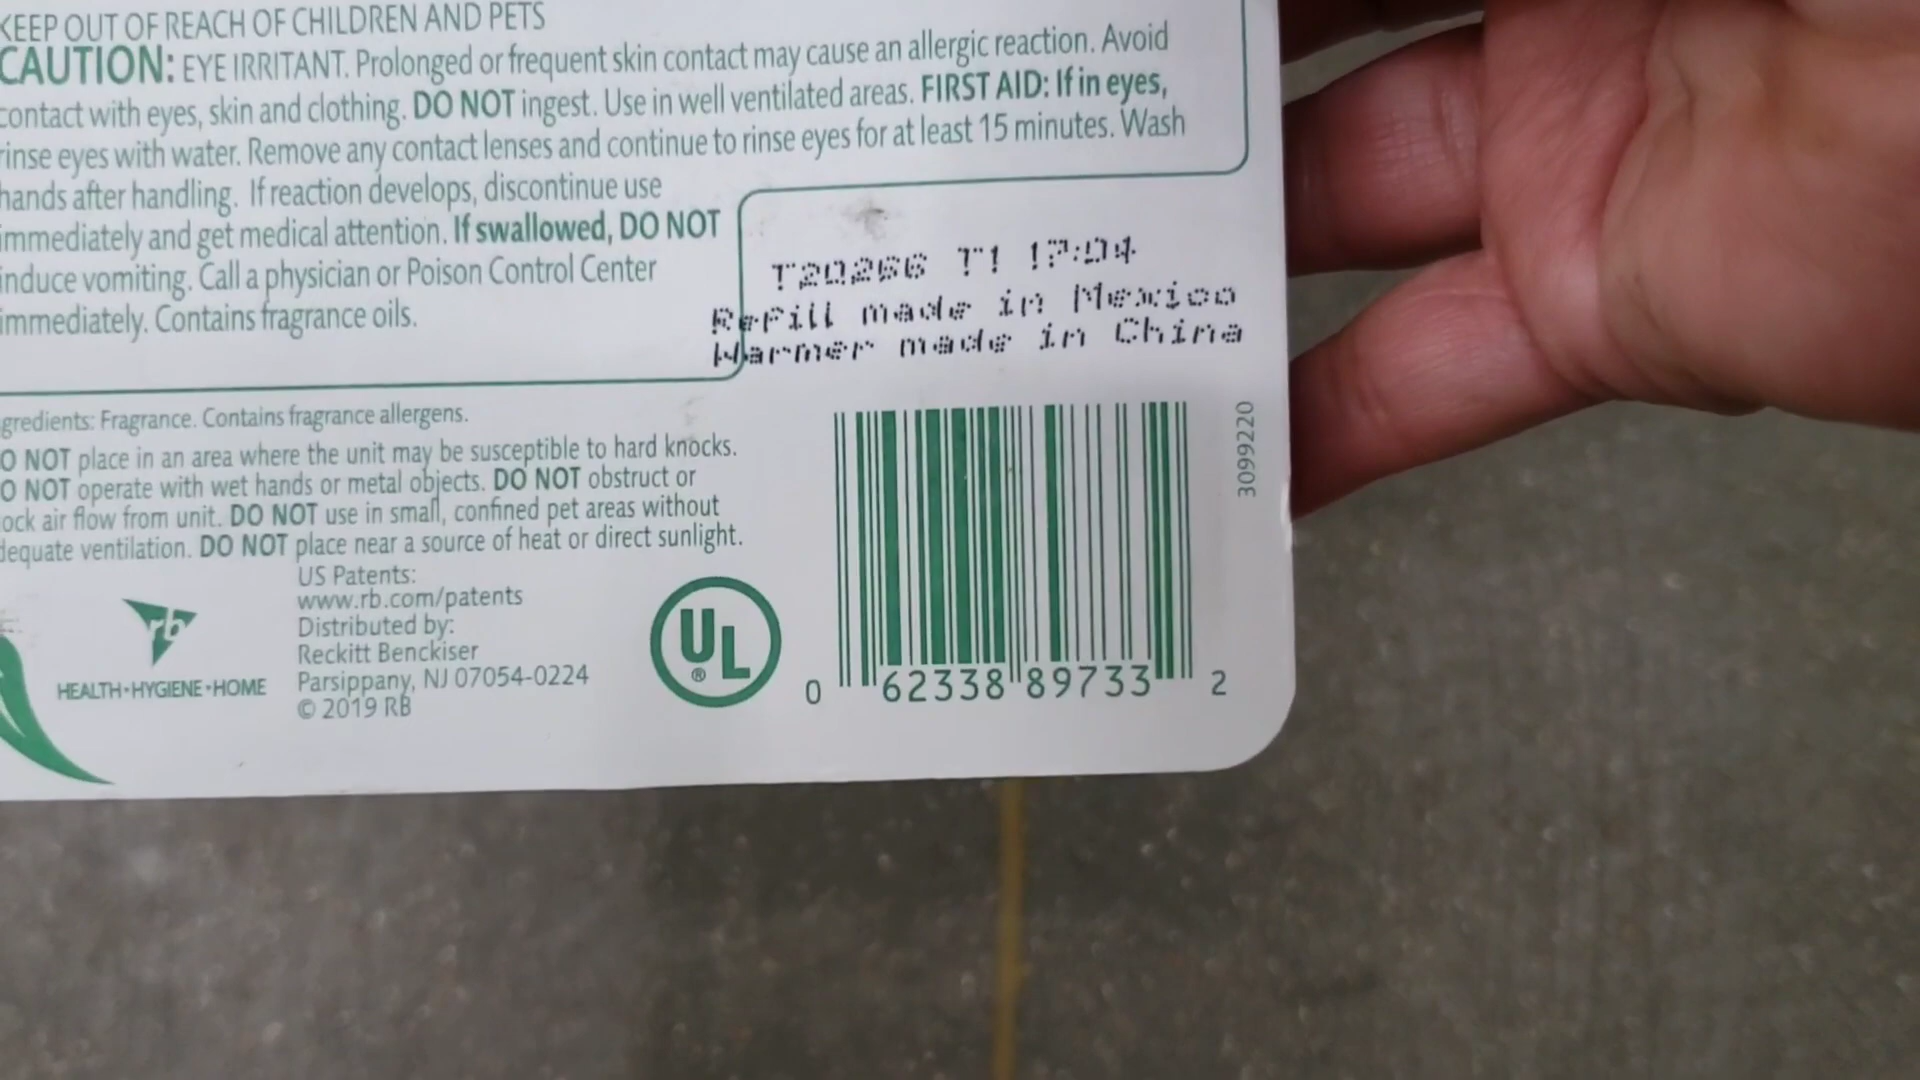 KEEP OUT OF REACH OF CHILDREN AND PETS
CAUTION: EYE IRRITANT. Prolonged or frequent skin contact may cause an allergic reaction. Avoid
contact with eyes, skin and clothing. DO NOT ingest. Use in well ventilated areas. FIRST AID: If in eyes,
rinse eyes with water. Remove any contact lenses and continue to rinse eyes for at least 15 minutes. Wash
hands after handling. If reaction develops, discontinue use
immediately and get medical attention. If swallowed, DO NOT
induce vomiting. Call a physician or Poison Control Center
immediately. Contains fragrance oils.
T20266 T1 17:04
Refill made in Mexico
Warmer made in China
gredients: Fragrance. Contains fragrance allergens.
O NOT place in an area where the unit may be susceptible to hard knocks.
O NOT operate with wet hands or metal objects. DO NOT obstruct or
ock air flow from unit. DO NOT use in small, confined pet areas without
dequate ventilation. DO NOT place near a source of heat or direct sunlight.
rb
HEALTH•HYGIENE•HOME
US Patents:
www.rb.com/patents
Distributed by:
Reckitt Benckiser
Parsippany, NJ 07054-0224
© 2019 RB
UL ®
0 62338 89733 2
3099220